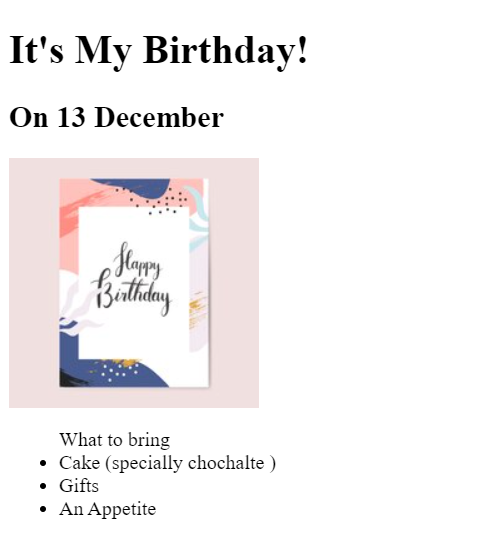 It's My Birthday!
On 13 December
Happy
Birthday
What to bring
Cake (specially chochalte )
Gifts
An Appetite